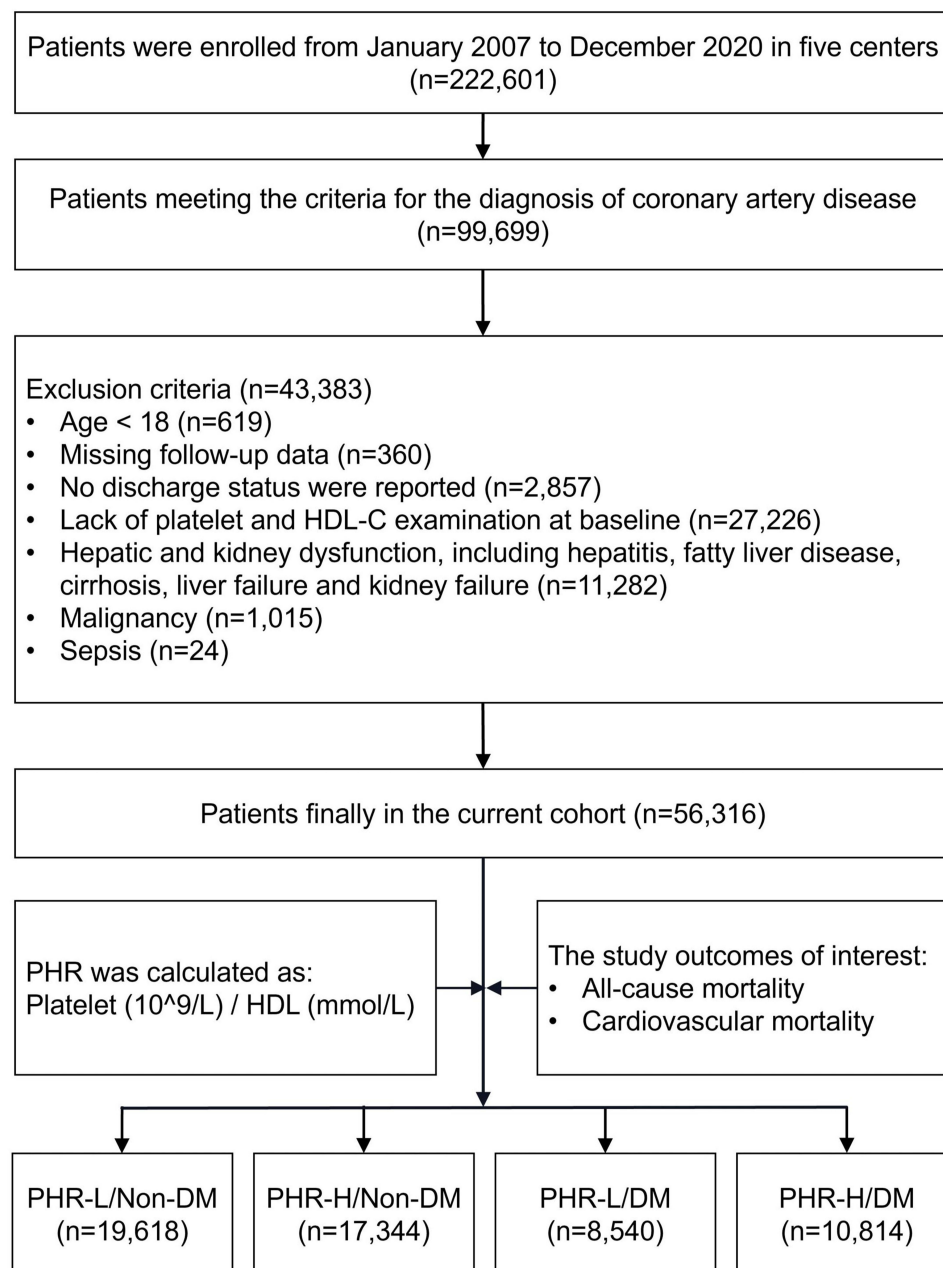 Patients were enrolled from January 2007 to December 2020 in five centers
(n=222,601)
Patients meeting the criteria for the diagnosis of coronary artery disease
(n=99,699)
Exclusion criteria (n=43,383)
• Age < 18 (n=619)
• Missing follow-up data (n=360)
• No discharge status were reported (n=2,857)
• Lack of platelet and HDL-C examination at baseline (n=27,226)
• Hepatic and kidney dysfunction, including hepatitis, fatty liver disease,
cirrhosis, liver failure and kidney failure (n=11,282)
• Malignancy (n=1,015)
• Sepsis (n=24)
Patients finally in the current cohort (n=56,316)
PHR was calculated as:
Platelet (10^9/L) / HDL (mmol/L)
The study outcomes of interest:
• All-cause mortality
• Cardiovascular mortality
PHR-L/Non-DM
(n=19,618)
PHR-H/Non-DM
(n=17,344)
PHR-L/DM
(n=8,540)
PHR-H/DM
(n=10,814)